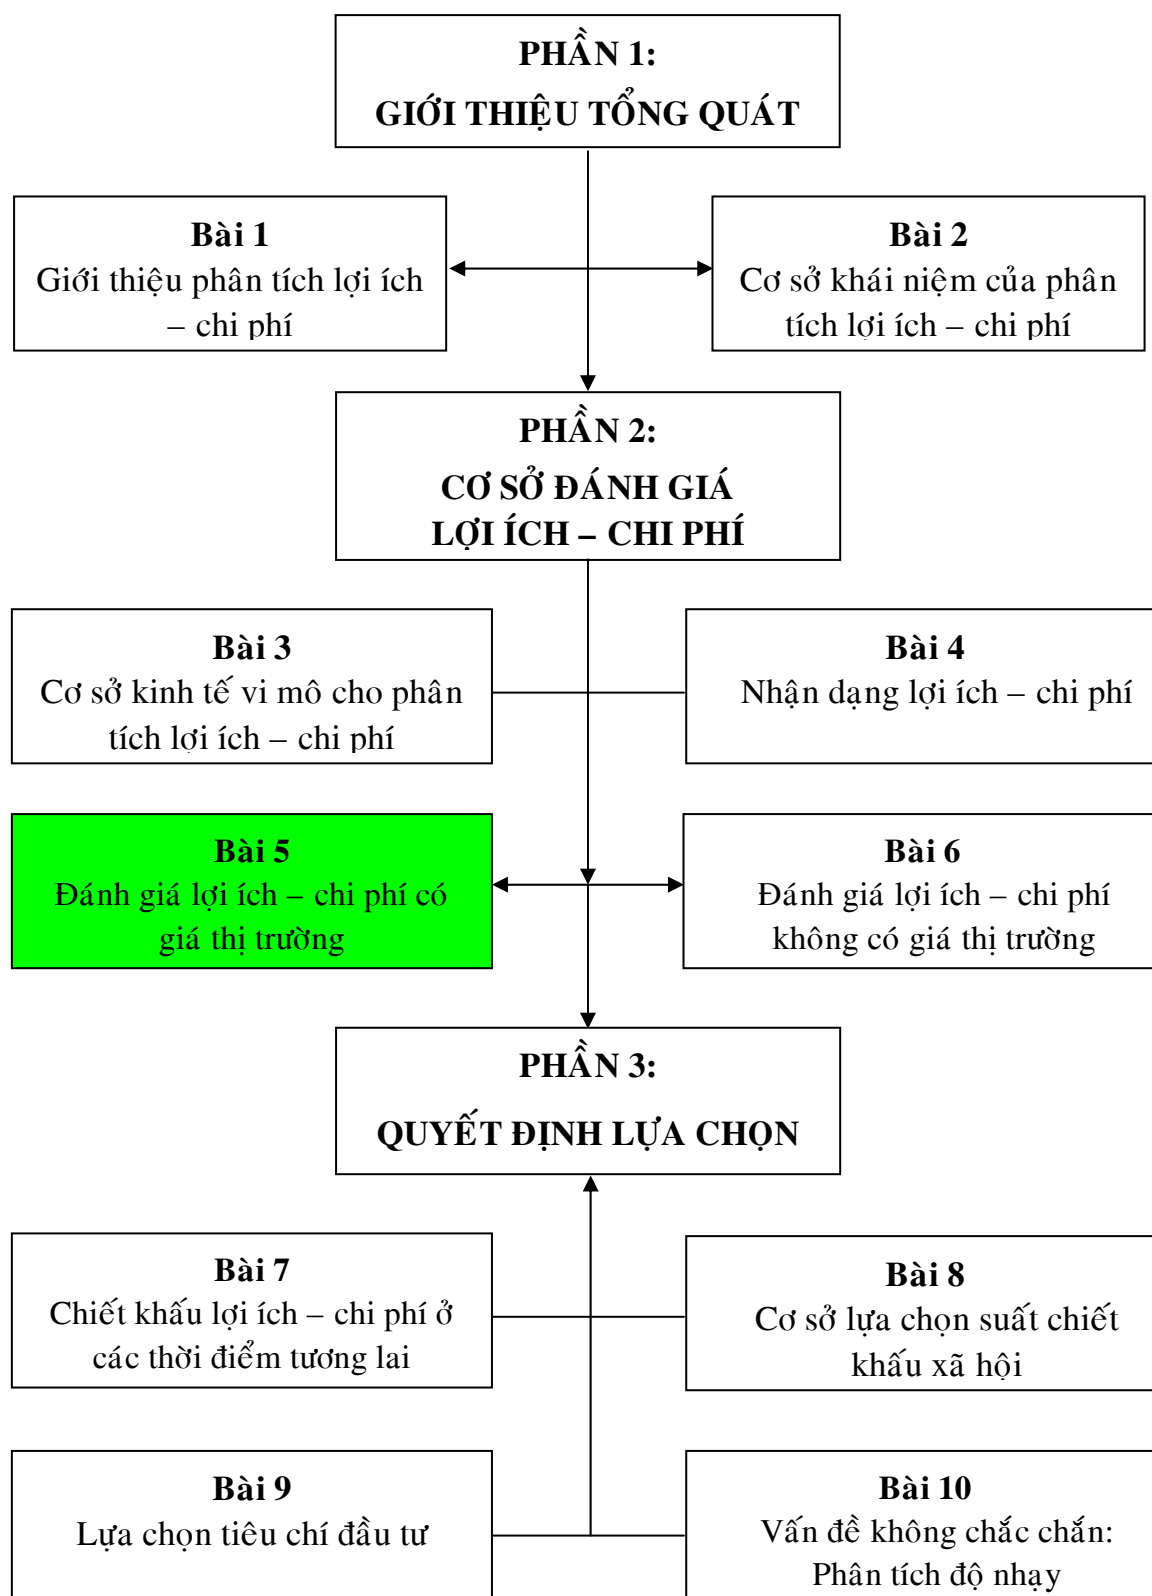 PHẦN 1:
GIỚI THIỆU TỔNG QUÁT
Bài 1
Giới thiệu phân tích lợi ích
– chi phí
Bài 2
Cơ sở khái niệm của phân
tích lợi ích – chi phí
PHẦN 2:
CƠ SỞ ĐÁNH GIÁ
LỢI ÍCH – CHI PHÍ
Bài 3
Cơ sở kinh tế vi mô cho phân
tích lợi ích – chi phí
Bài 4
Nhận dạng lợi ích – chi phí
Bài 5
Đánh giá lợi ích – chi phí có
giá thị trường
Bài 6
Đánh giá lợi ích – chi phí
không có giá thị trường
PHẦN 3:
QUYẾT ĐỊNH LỰA CHỌN
Bài 7
Chiết khấu lợi ích – chi phí ở
các thời điểm tương lai
Bài 8
Cơ sở lựa chọn suất chiết
khấu xã hội
Bài 9
Lựa chọn tiêu chí đầu tư
Bài 10
Vấn đề không chắc chắn:
Phân tích độ nhạy